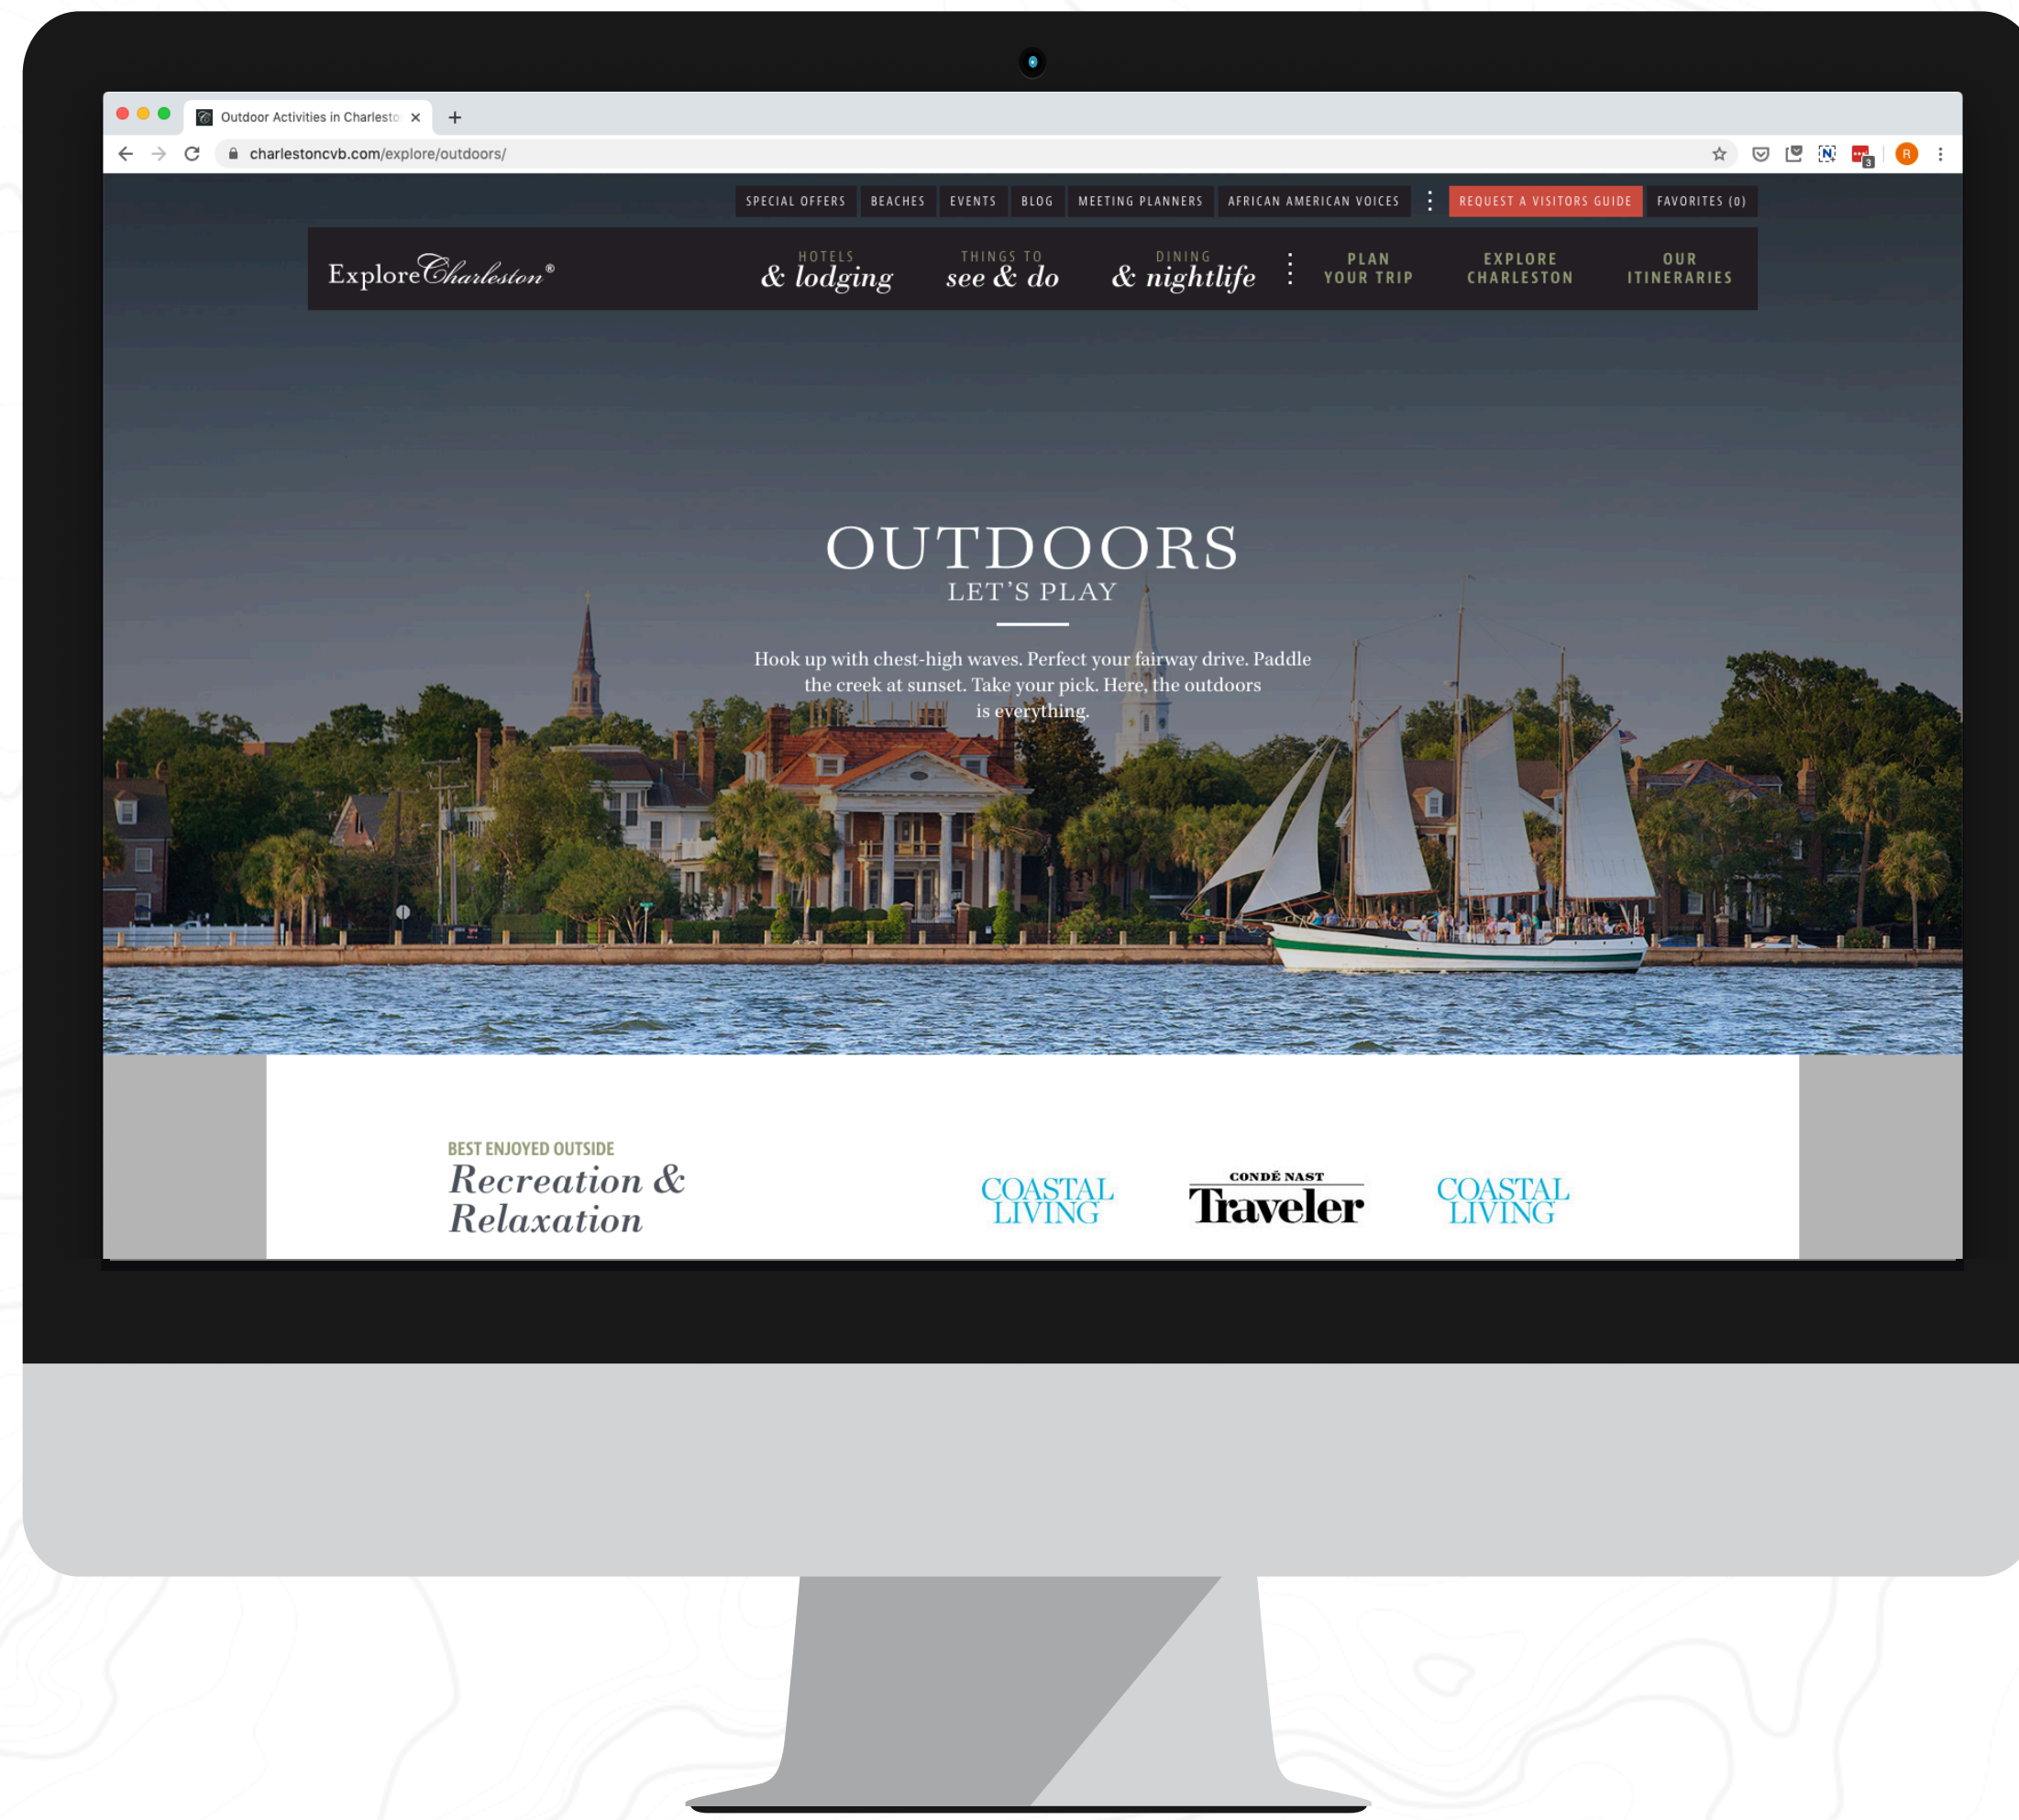 Outdoor Activities in Charlesto
charlestoncvb.com/explore/outdoors/
3
R
SPECIAL OFFERS BEACHES EVENTS BLOG MEETING PLANNERS AFRICAN AMERICAN VOICES REQUEST A VISITORS GUIDE FAVORITES (0)
Explore Charleston®
HOTELS
& lodging
THINGS TO
see & do
DINING
& nightlife
PLAN
YOUR TRIP
EXPLORE
CHARLESTON
OUR
ITINERARIES
OUTDOORS
LET'S PLAY
Hook up with chest-high waves. Perfect your fairway drive. Paddle
the creek at sunset. Take your pick. Here, the outdoors
is everything.
BEST ENJOYED OUTSIDE
Recreation &
Relaxation
COASTAL
LIVING
CONDÉ NAST
Traveler
COASTAL
LIVING